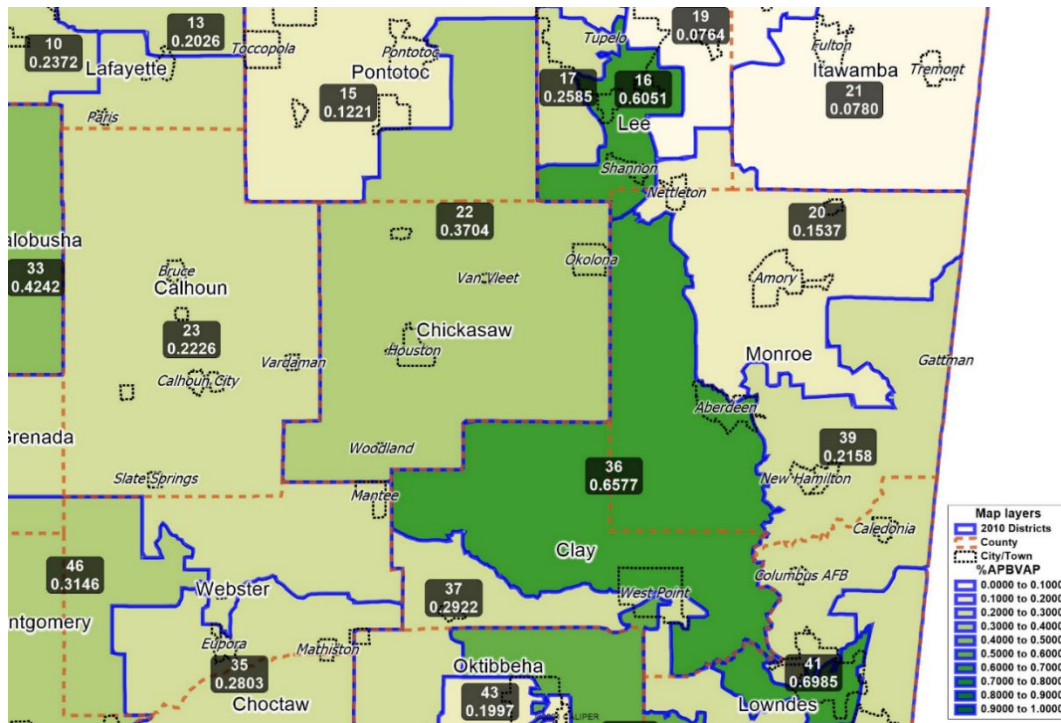 13
0.2026
19
0.0764
10
0.2372
Lafayette
Toccopola
Pontotoc
Pontotoc
Tupelo
Fulton
Tremont
Itawamba
21
0.0780
15
0.1221
17
0.2585
16
0.6051
Lee
Paris
Shannon
Nettleton
22
0.3704
20
0.1537
alobusha
33
0.4242
Bruce
Calhoun
Van Vleet
Okolona
Amory
23
0.2226
Chickasaw
Houston
Vardaman
Monroe
Gattman
Calhoun City
Aberdeen
Grenada
Woodland
39
0.2158
36
0.6577
Slate Springs
Mantee
New Hamilton
Caledonia
Clay
46
0.3146
Webster
37
0.2922
West Point
Columbus AFB
ntgomery
Eupora
Mathiston
35
0.2803
Choctaw
Oktibbeha
43
0.1997
41
0.6985
Lowndes
CALIPER
Map layers
2010 Districts
County
City/Town
%APBVAP
0.0000 to 0.1000
0.1000 to 0.2000
0.2000 to 0.3000
0.3000 to 0.4000
0.4000 to 0.5000
0.5000 to 0.6000
0.6000 to 0.7000
0.7000 to 0.8000
0.8000 to 0.9000
0.9000 to 1.0000